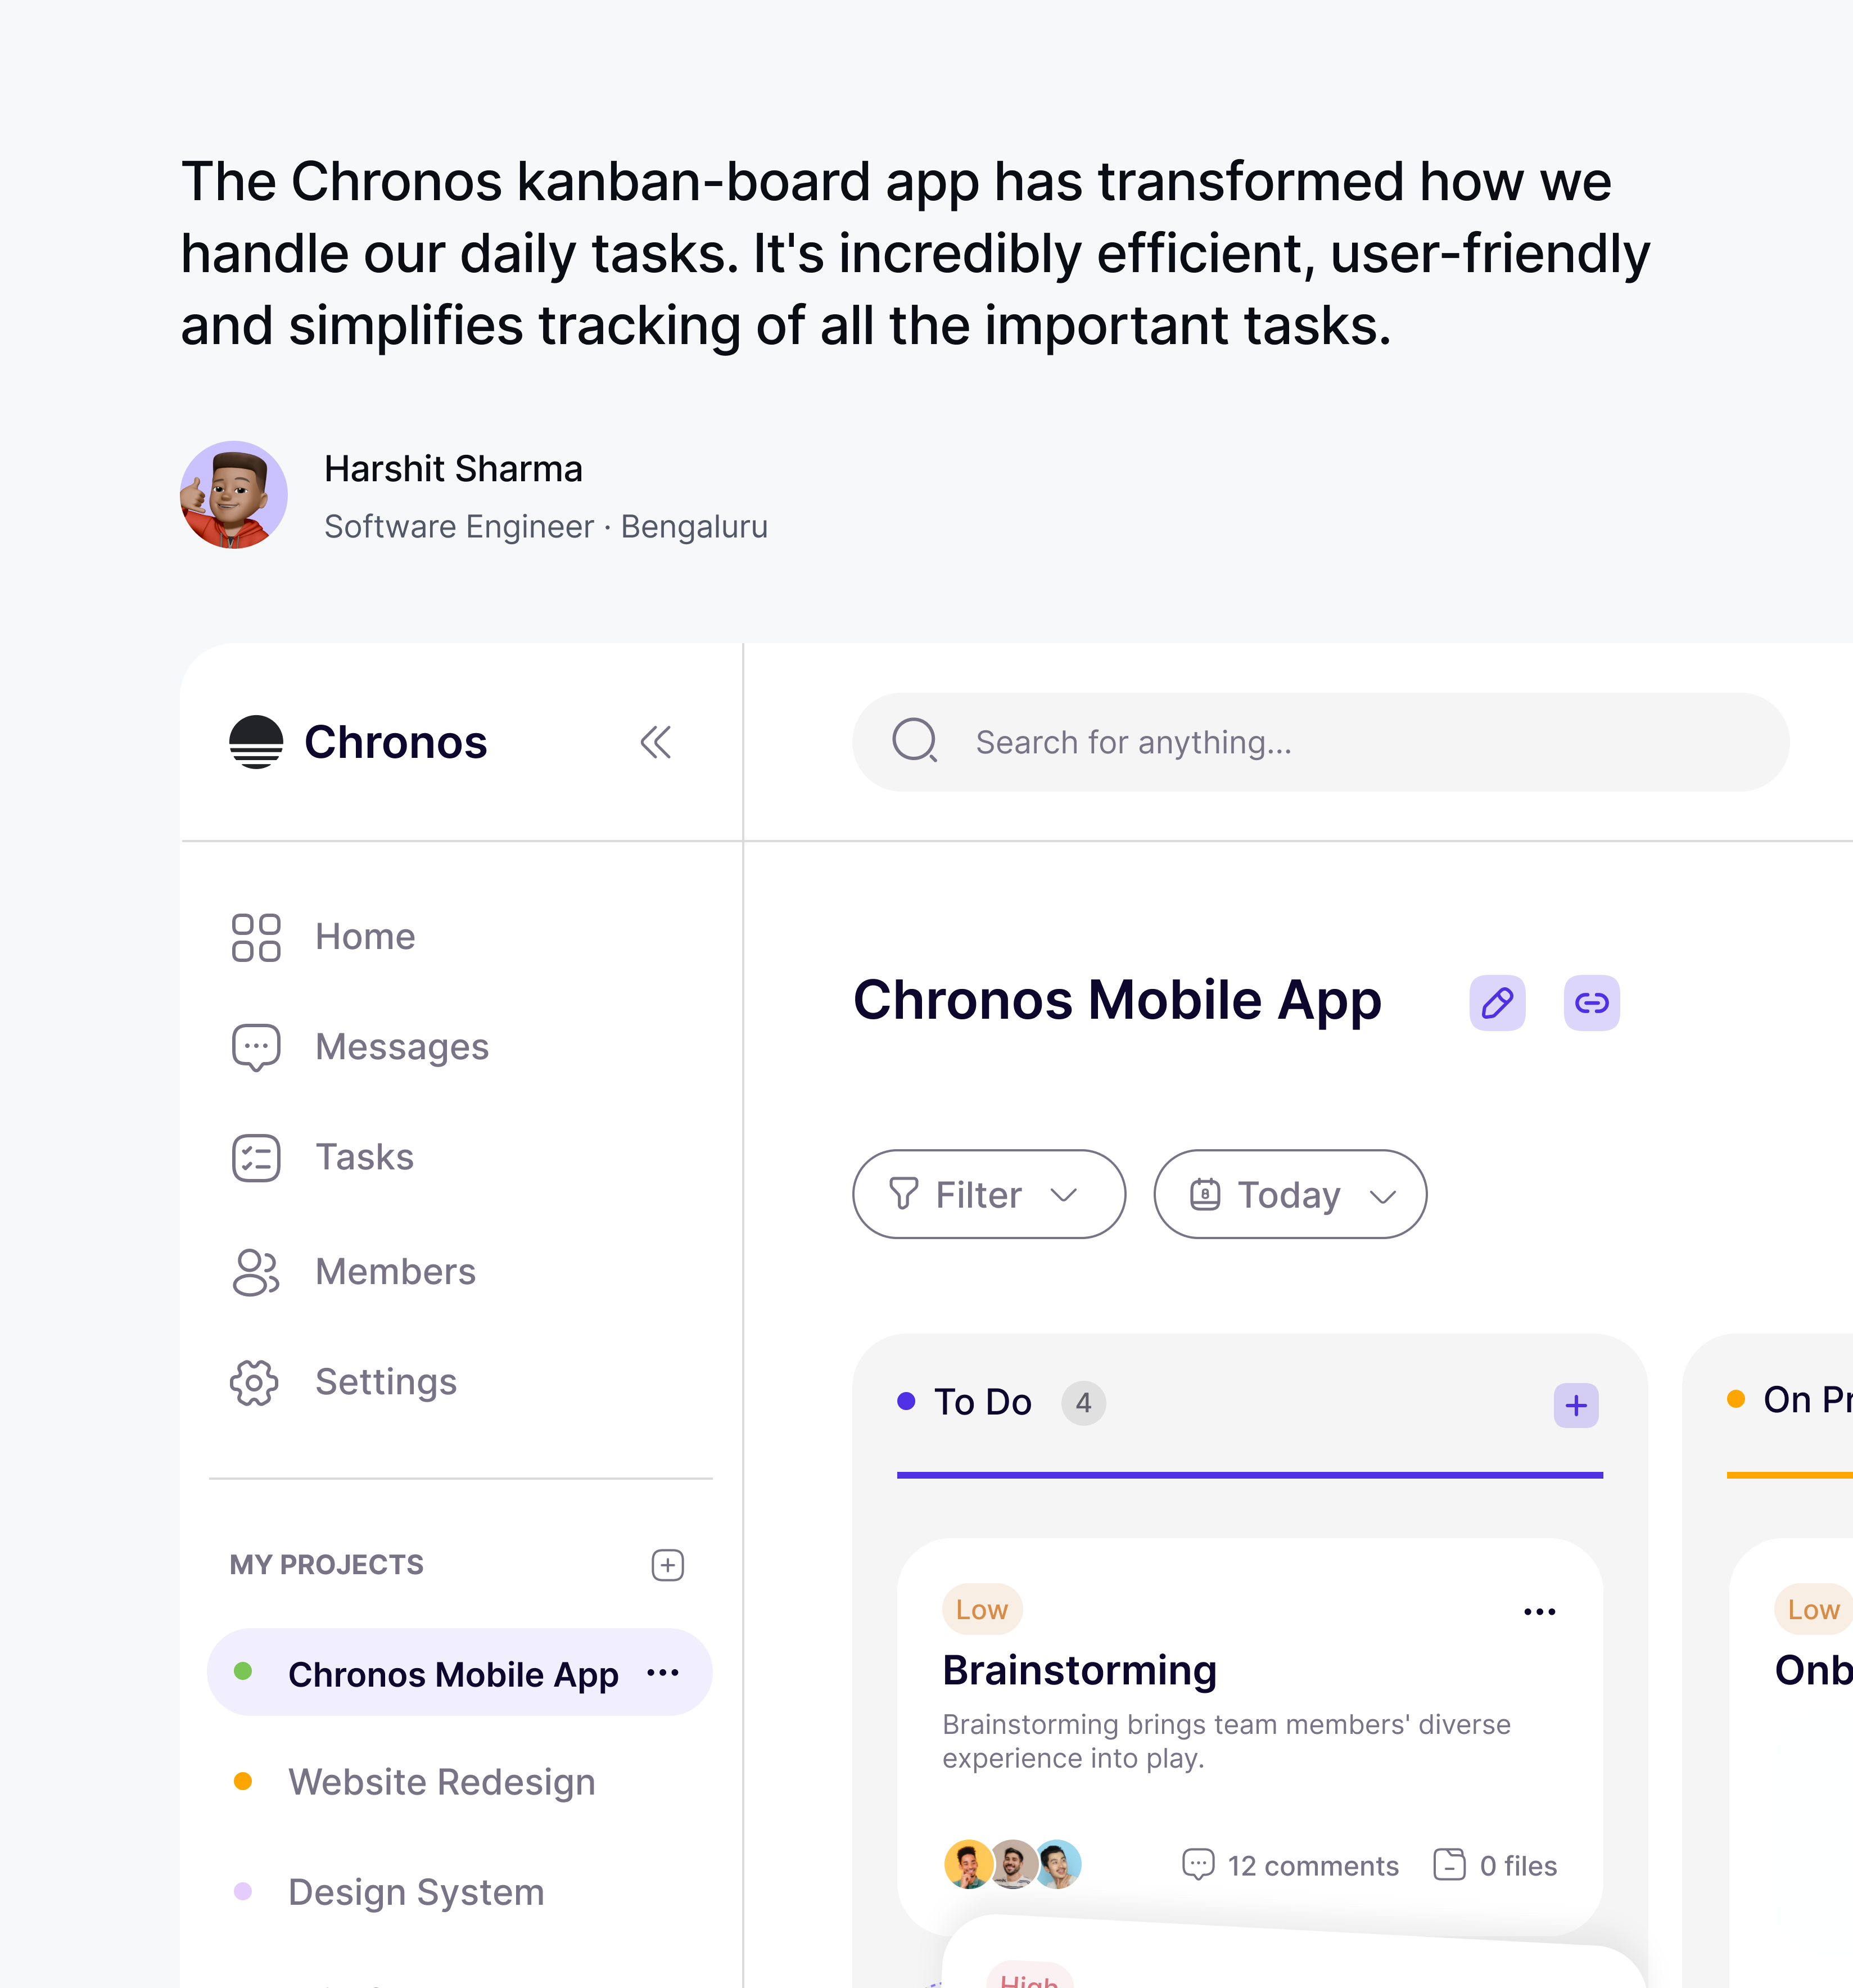 The Chronos kanban-board app has transformed how we
handle our daily tasks. It's incredibly efficient, user-friendly
and simplifies tracking of all the important tasks.
Harshit Sharma
Software Engineer · Bengaluru
Chronos
Search for anything...
Home
Messages
Tasks
Members
Settings
MY PROJECTS
Chronos Mobile App
Website Redesign
Design System
Chronos Mobile App
Filter
8 Today
To Do 4
Low
Brainstorming
Brainstorming brings team members' diverse
experience into play.
12 comments 0 files
High
On Pr
Low
Onb